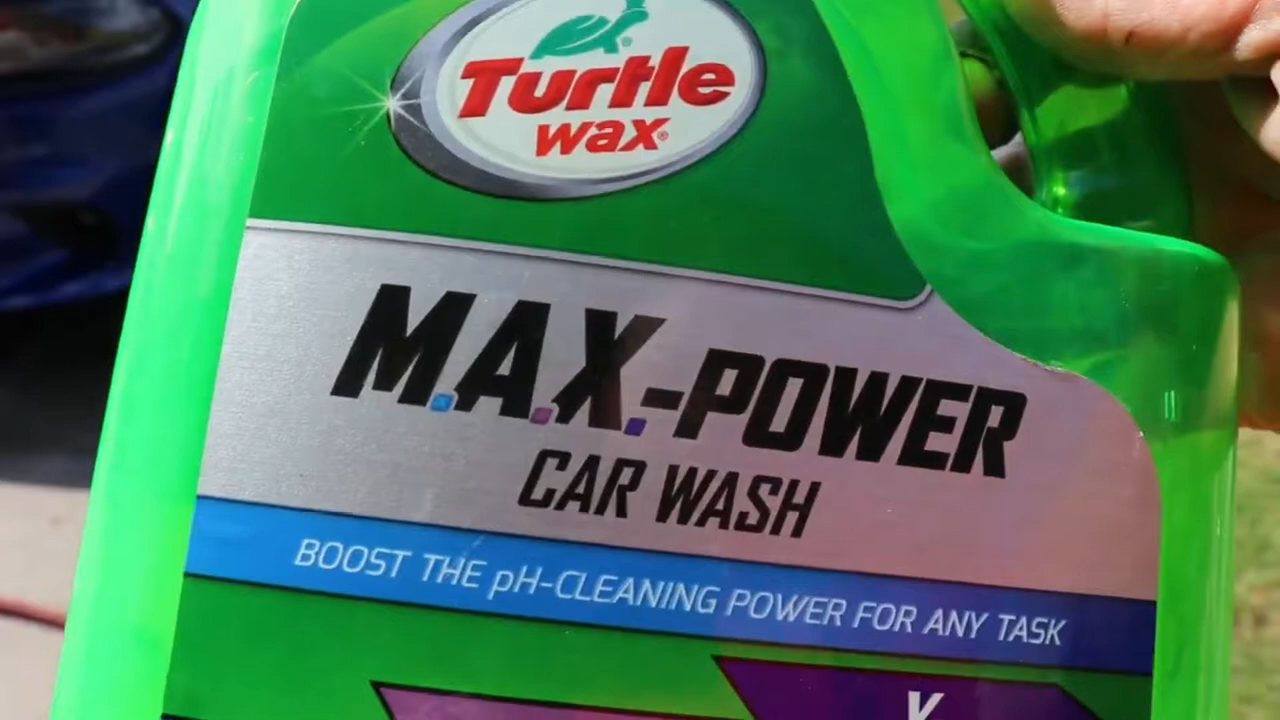 Turtle
wax®
M.A.X.-POWER
CAR WASH
BOOST THE pH-CLEANING POWER FOR ANY TASK